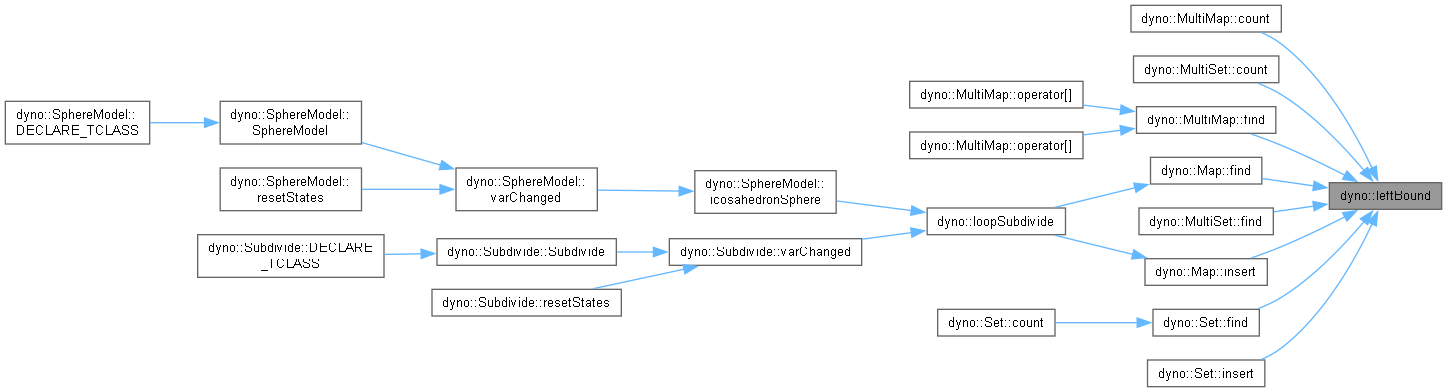 dyno::MultiMap::count
dyno::MultiSet::count
dyno::MultiMap::operator[]
dyno::MultiMap::find
dyno::MultiMap::operator[]
dyno::SphereModel::
DECLARE_TCLASS
dyno::SphereModel::
SphereModel
dyno::SphereModel::
resetStates
dyno::SphereModel::
varChanged
dyno::SphereModel::
icosahedronSphere
dyno::Map::find
dyno::leftBound
dyno::loopSubdivide
dyno::MultiSet::find
dyno::Subdivide::DECLARE
_TCLASS
dyno::Subdivide::Subdivide
dyno::Subdivide::varChanged
dyno::Map::insert
dyno::Subdivide::resetStates
dyno::Set::count
dyno::Set::find
dyno::Set::insert